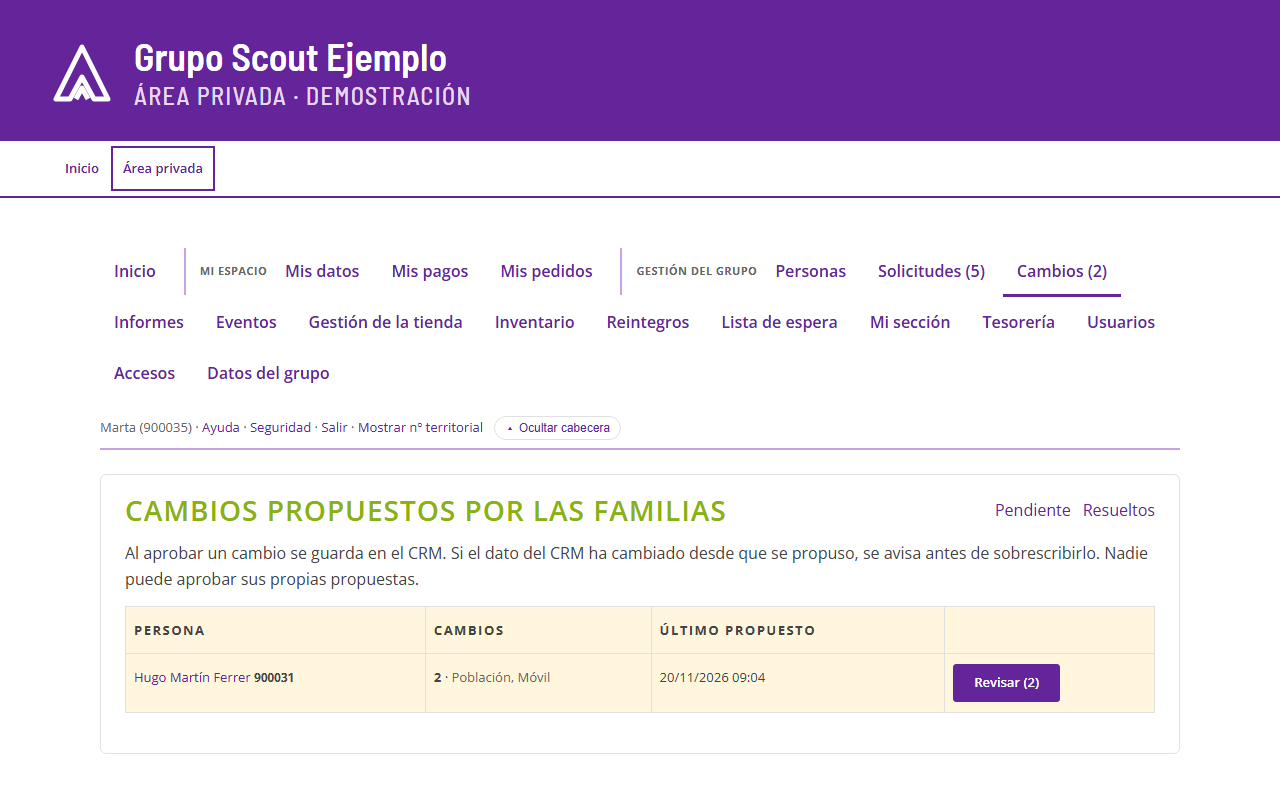 Grupo Scout Ejemplo
ÁREA PRIVADA · DEMOSTRACIÓN
Inicio Área privada
Inicio MI ESPACIO Mis datos Mis pagos Mis pedidos GESTIÓN DEL GRUPO Personas Solicitudes (5) Cambios (2)
Informes Eventos Gestión de la tienda Inventario Reintegros Lista de espera Mi sección Tesorería Usuarios
Accesos Datos del grupo
Marta (900035) · Ayuda · Seguridad · Salir · Mostrar nº territorial ▲ Ocultar cabecera
CAMBIOS PROPUESTOS POR LAS FAMILIAS Pendiente Resueltos
Al aprobar un cambio se guarda en el CRM. Si el dato del CRM ha cambiado desde que se propuso, se avisa antes de sobrescribirlo. Nadie
puede aprobar sus propias propuestas.
PERSONA CAMBIOS ÚLTIMO PROPUESTO
Hugo Martín Ferrer 900031 2 · Población, Móvil 20/11/2026 09:04 Revisar (2)